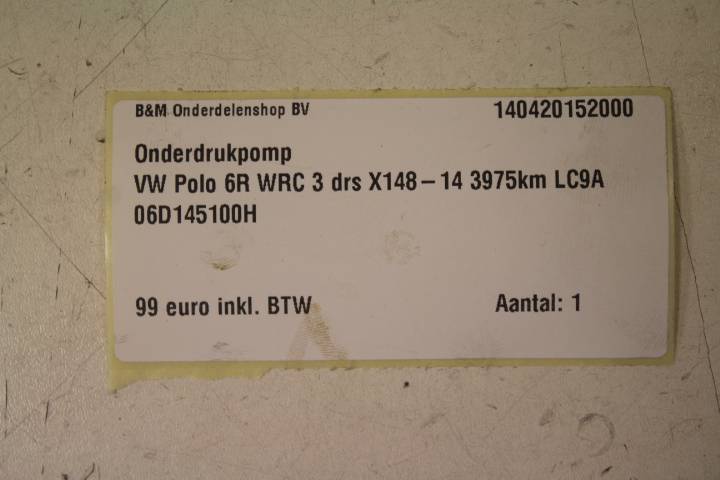 B&M Onderdelenshop BV 140420152000
Onderdrukpomp
VW Polo 6R WRC 3 drs X148-14 3975km LC9A
06D145100H
99 euro inkl. BTW Aantal: 1